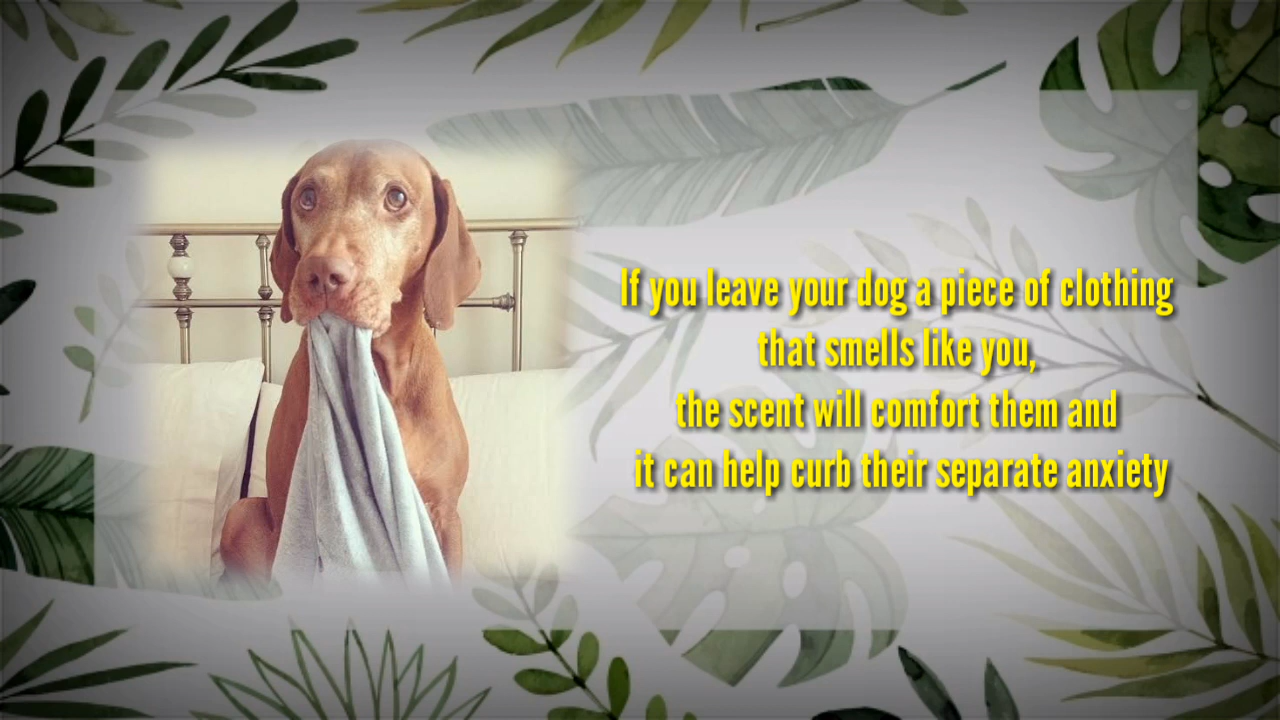 If you leave your dog a piece of clothing
that smells like you,
the scent will comfort them and
it can help curb their separate anxiety